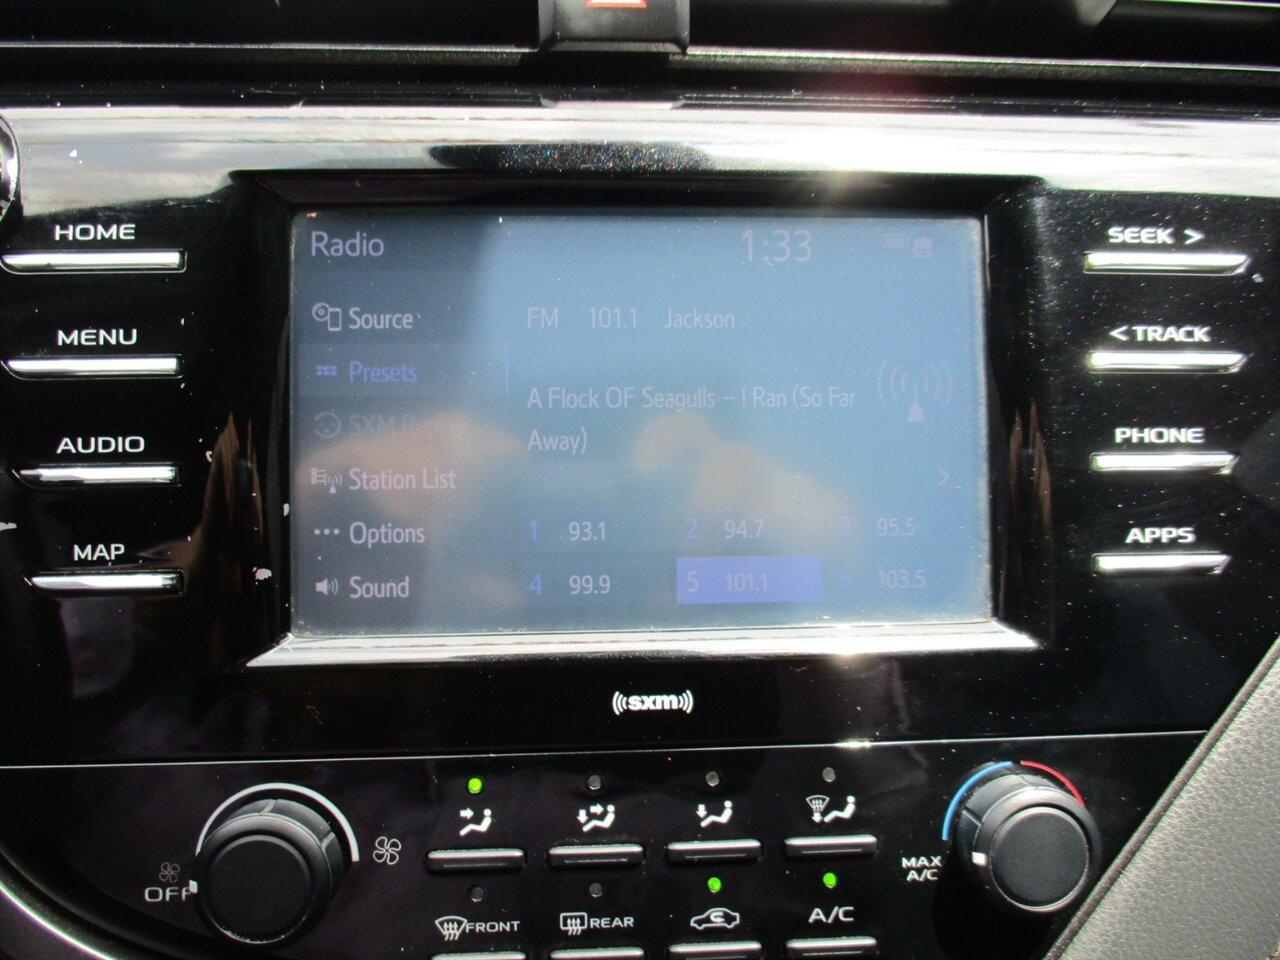 HOME
MENU
AUDIO
MAP
Radio
1:33
Source
Presets
SXM Replay
Station List
Options
Sound
FM 101.1 Jackson
A Flock OF Seagulls - I Ran (So Far
Away)
1 93.1 2 94.7 3 95.5
4 99.9 5 101.1 103.5
SEEK >
< TRACK
PHONE
APPS
((sxm))
OFF
MAX
A/C
FRONT
REAR
A/C